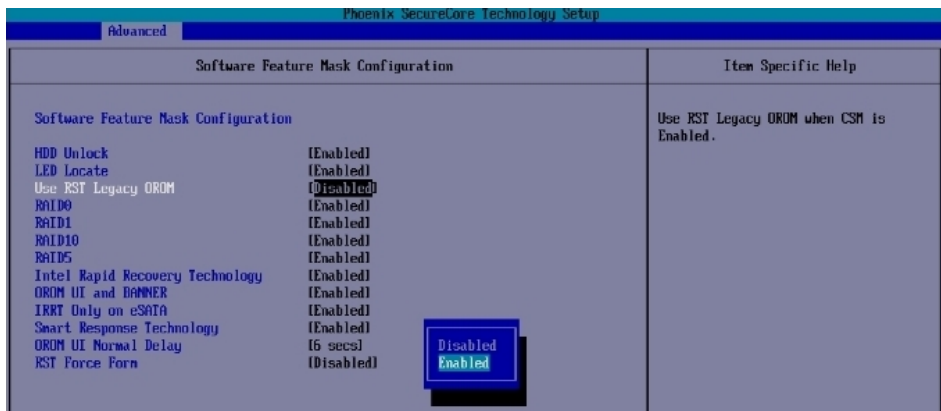 Phoenix SecureCore Technology Setup
Advanced
Software Feature Mask Configuration
Item Specific Help
Software Feature Mask Configuration
HDD Unlock [Enabled]
LED Locate [Enabled]
Use RST Legacy OROM [Disabled]
RAID0 [Enabled]
RAID1 [Enabled]
RAID10 [Enabled]
RAID5 [Enabled]
Intel Rapid Recovery Technology [Enabled]
OROM UI and BANNER [Enabled]
IRRT Only on eSATA [Enabled]
Smart Response Technology [Enabled]
OROM UI Normal Delay [6 secs]
RST Force Form [Disabled]
Disabled
Enabled
Use RST Legacy OROM when CSM is
Enabled.